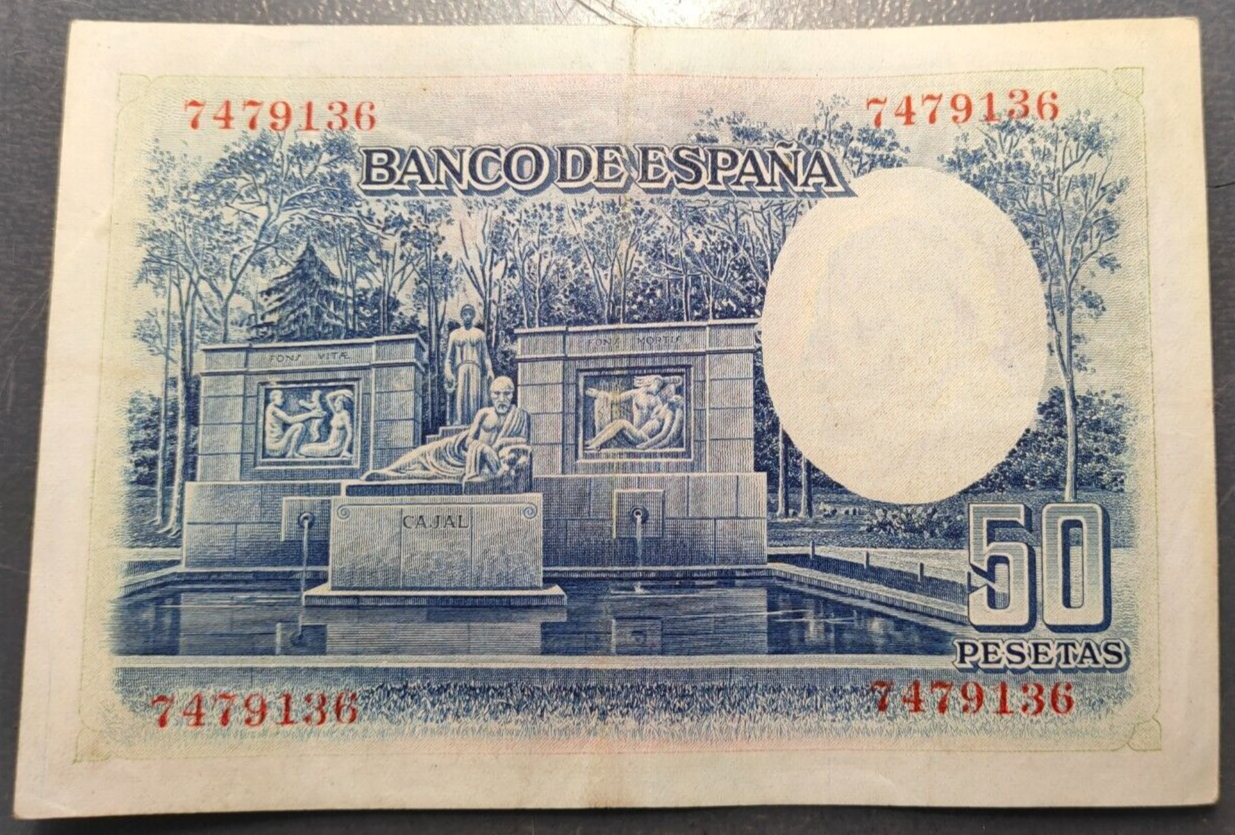 7479136 7479136
BANCO DE ESPAÑA
FONS VITÆ
FONS MORTIS
CAJAL
50
PESETAS
7479136 7479136